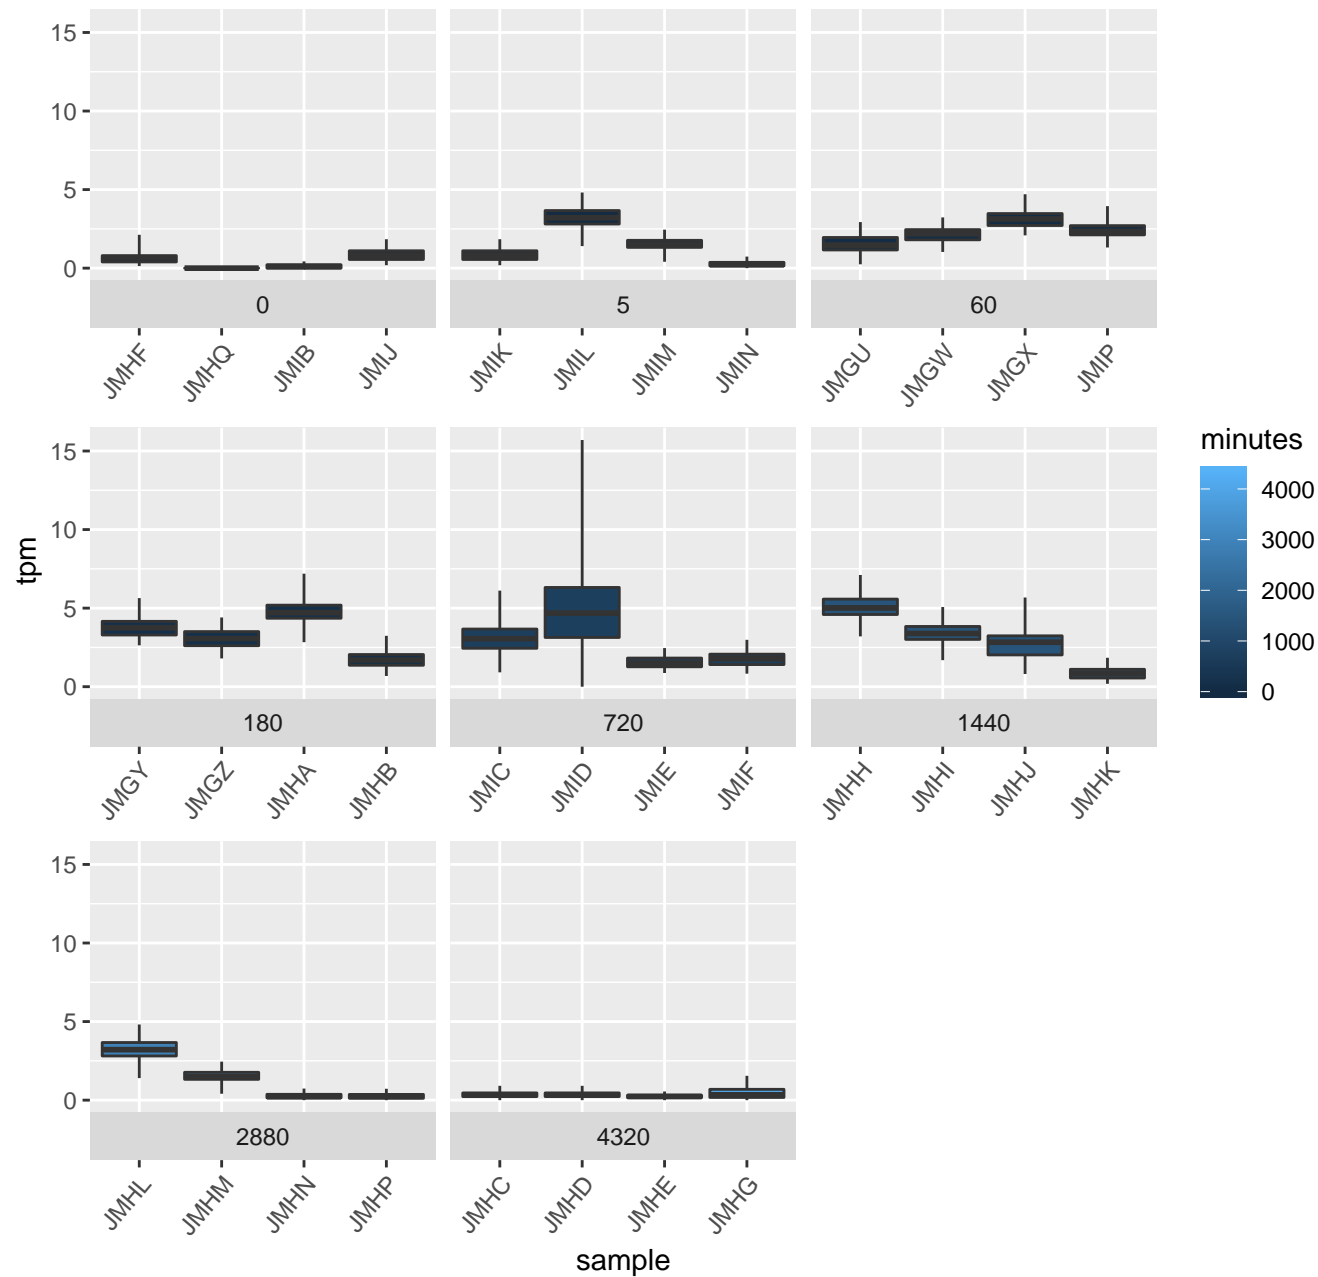 15
10
5
0
0
5
60
JMHF
JMHQ
JMIB
JMIJ
JMIK
JMIL
JMIM
JMIN
JMGU
JMGW
JMGX
JMIP
tpm
15
10
5
0
180
720
1440
JMGY
JMGZ
JMHA
JMHB
JMIC
JMID
JMIE
JMIF
JMHH
JMHI
JMHJ
JMHK
15
10
5
0
2880
4320
JMHL
JMHM
JMHN
JMHP
JMHC
JMHD
JMHE
JMHG
sample
minutes
4000
3000
2000
1000
0